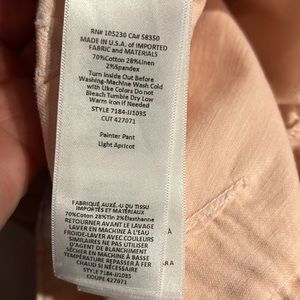 RN# 105230 CA# 58350
MADE IN U.S.A. of IMPORTED
FABRIC and MATERIALS
70%Cotton 28%Linen
2%Spandex
Turn Inside Out Before
Washing-Machine Wash Cold
with Like Colors Do not
Bleach Tumble Dry Low
Warm iron if Needed
STYLE 7184-JJ1035
CUT 427071
Painter Pant
Light Apricot
FABRIQUÉ AUX É.-U DU TISSU
IMPORTÉS ET MATÉRIAUX
70%Cotton 28%Lin 2%Élasthanne
RETOURNER AVANT LE LAVAGE
LAVER EN MACHINE À L'EAU
FROIDE-LAVER AVEC COULEURS
SIMILAIRES NE PAS UTILISER
D'AGENT DE BLANCHIMENT
SÉCHER EN MACHINE À BASSE
TEMPÉRATURE REPASSER À FER
CHAUD SI NÉCESSAIRE
STYLE 7184-JJ1035
COUPE 427071